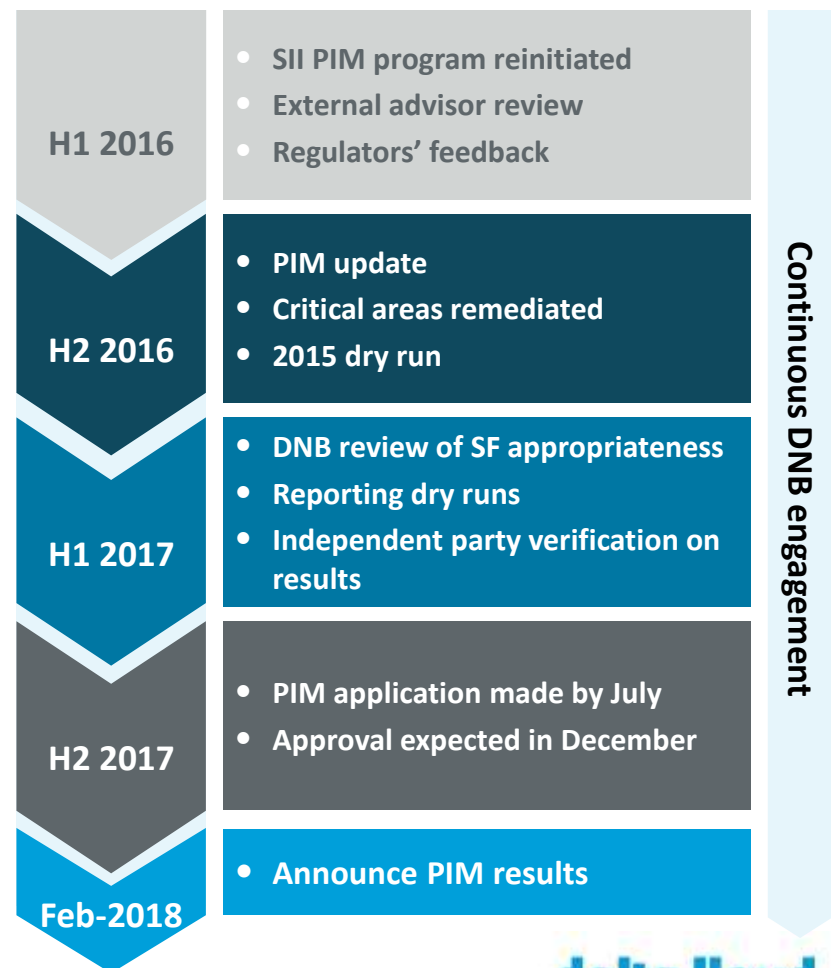 H1 2016
• SII PIM program reinitiated
• External advisor review
• Regulators’ feedback
H2 2016
• PIM update
• Critical areas remediated
• 2015 dry run
H1 2017
• DNB review of SF appropriateness
• Reporting dry runs
• Independent party verification on
results
H2 2017
• PIM application made by July
• Approval expected in December
Feb-2018
• Announce PIM results
Continuous DNB engagement